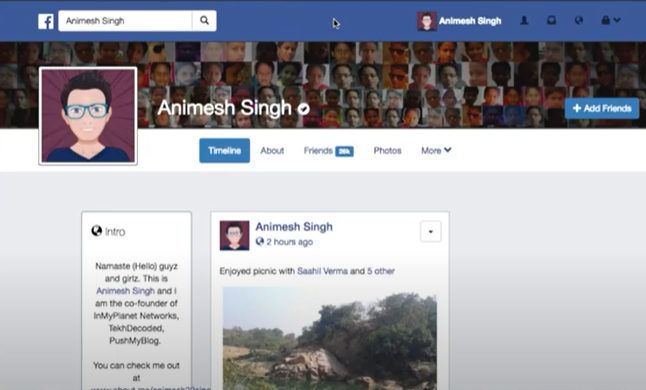 f
Animesh Singh
Animesh Singh
Animesh Singh
+ Add Friends
Timeline
About
Friends 26k
Photos
More
Intro
Namaste (Hello) guyz
and girlz. This is
Animesh Singh and I
am the co-founder of
InMyPlanet Networks,
TekhDecoded,
PushMyBlog.
You can check me out
at
Animesh Singh
2 hours ago
Enjoyed picnic with Saahil Verma and 5 other